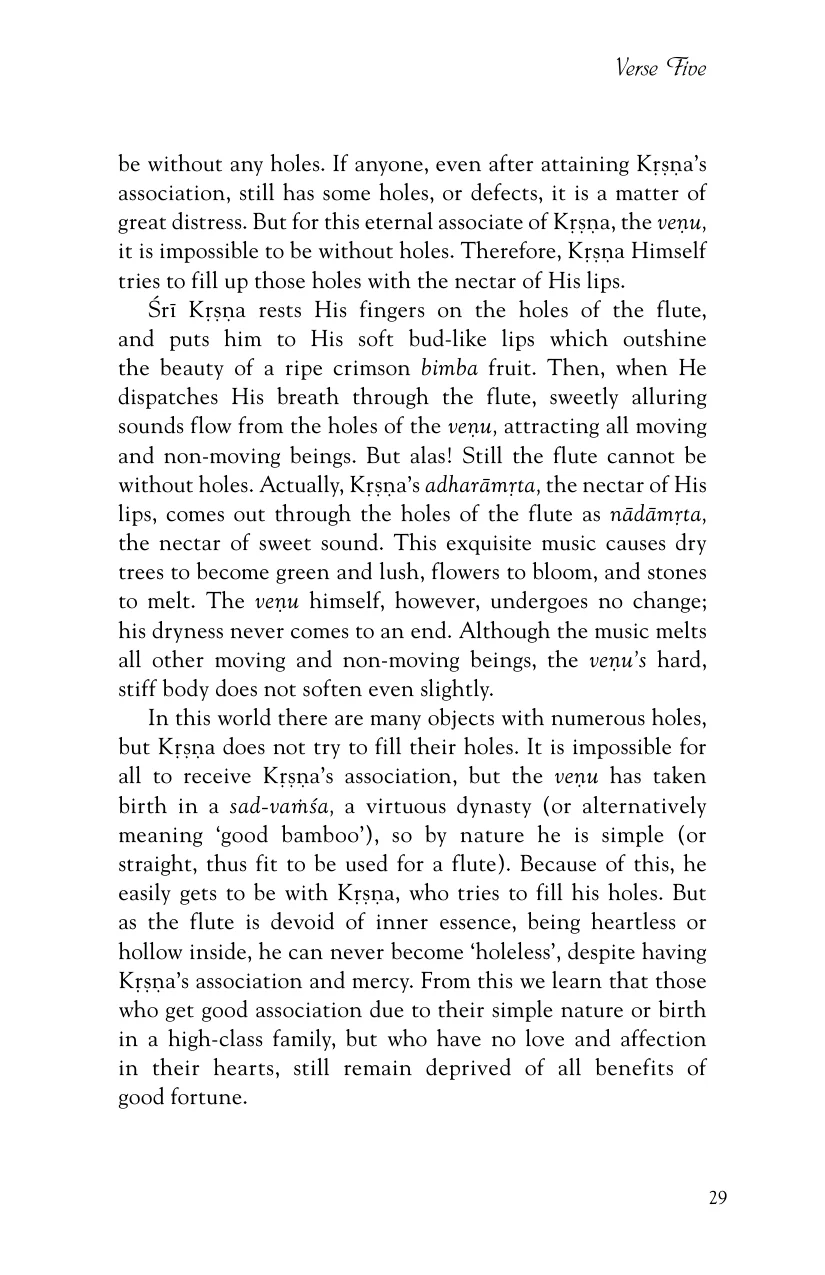 Verse Five
be without any holes. If anyone, even after attaining Kṛṣṇa’s
association, still has some holes, or defects, it is a matter of
great distress. But for this eternal associate of Kṛṣṇa, the veṇu,
it is impossible to be without holes. Therefore, Kṛṣṇa Himself
tries to fill up those holes with the nectar of His lips.
Śrī Kṛṣṇa rests His fingers on the holes of the flute,
and puts him to His soft bud-like lips which outshine
the beauty of a ripe crimson bimba fruit. Then, when He
dispatches His breath through the flute, sweetly alluring
sounds flow from the holes of the veṇu, attracting all moving
and non-moving beings. But alas! Still the flute cannot be
without holes. Actually, Kṛṣṇa’s adharāmṛta, the nectar of His
lips, comes out through the holes of the flute as nādāmṛta,
the nectar of sweet sound. This exquisite music causes dry
trees to become green and lush, flowers to bloom, and stones
to melt. The veṇu himself, however, undergoes no change;
his dryness never comes to an end. Although the music melts
all other moving and non-moving beings, the veṇu’s hard,
stiff body does not soften even slightly.
In this world there are many objects with numerous holes,
but Kṛṣṇa does not try to fill their holes. It is impossible for
all to receive Kṛṣṇa’s association, but the veṇu has taken
birth in a sad-vaṁśa, a virtuous dynasty (or alternatively
meaning ‘good bamboo’), so by nature he is simple (or
straight, thus fit to be used for a flute). Because of this, he
easily gets to be with Kṛṣṇa, who tries to fill his holes. But
as the flute is devoid of inner essence, being heartless or
hollow inside, he can never become ‘holeless’, despite having
Kṛṣṇa’s association and mercy. From this we learn that those
who get good association due to their simple nature or birth
in a high-class family, but who have no love and affection
in their hearts, still remain deprived of all benefits of
good fortune.
29